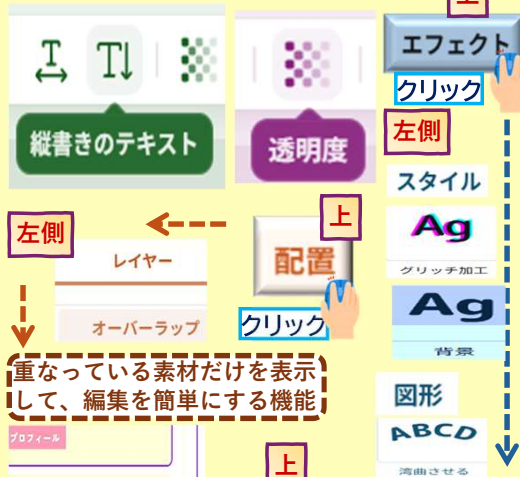 上
縦書きのテキスト
透明度
エフェクト
クリック
左側
スタイル
Ag
グリッチ加工
Ag
背景
図形
ABCD
湾曲させる
左側
上
配置
クリック
レイヤー
オーバーラップ
重なっている素材だけを表示
して、編集を簡単にする機能
プロフィール
上